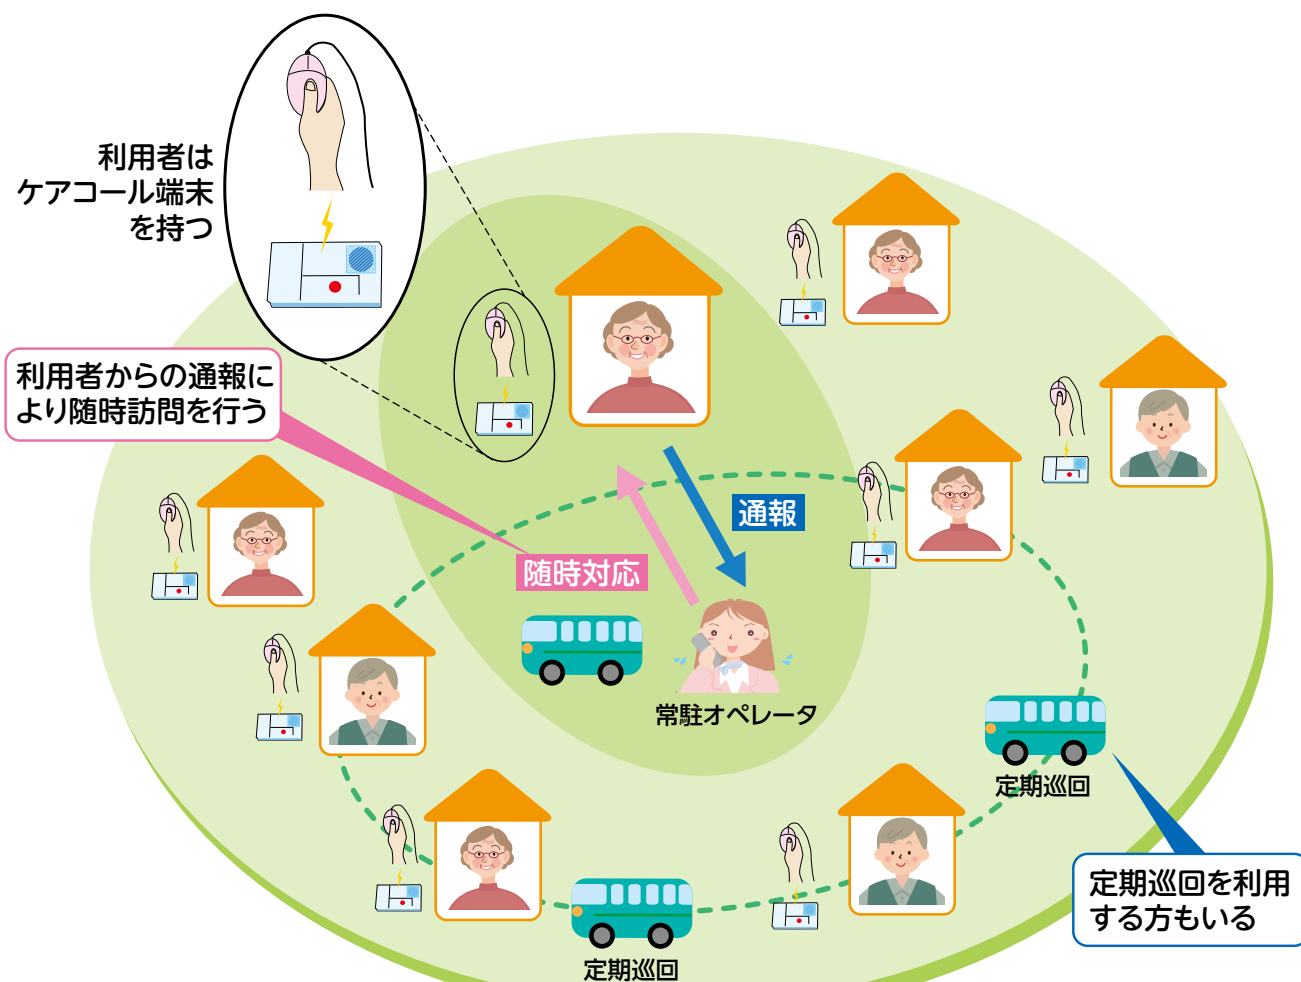 利用者は
ケアコール端末
を持つ
利用者からの通報に
より随時訪問を行う
通報
随時対応
常駐オペレータ
定期巡回
定期巡回を利用
する方もいる
定期巡回